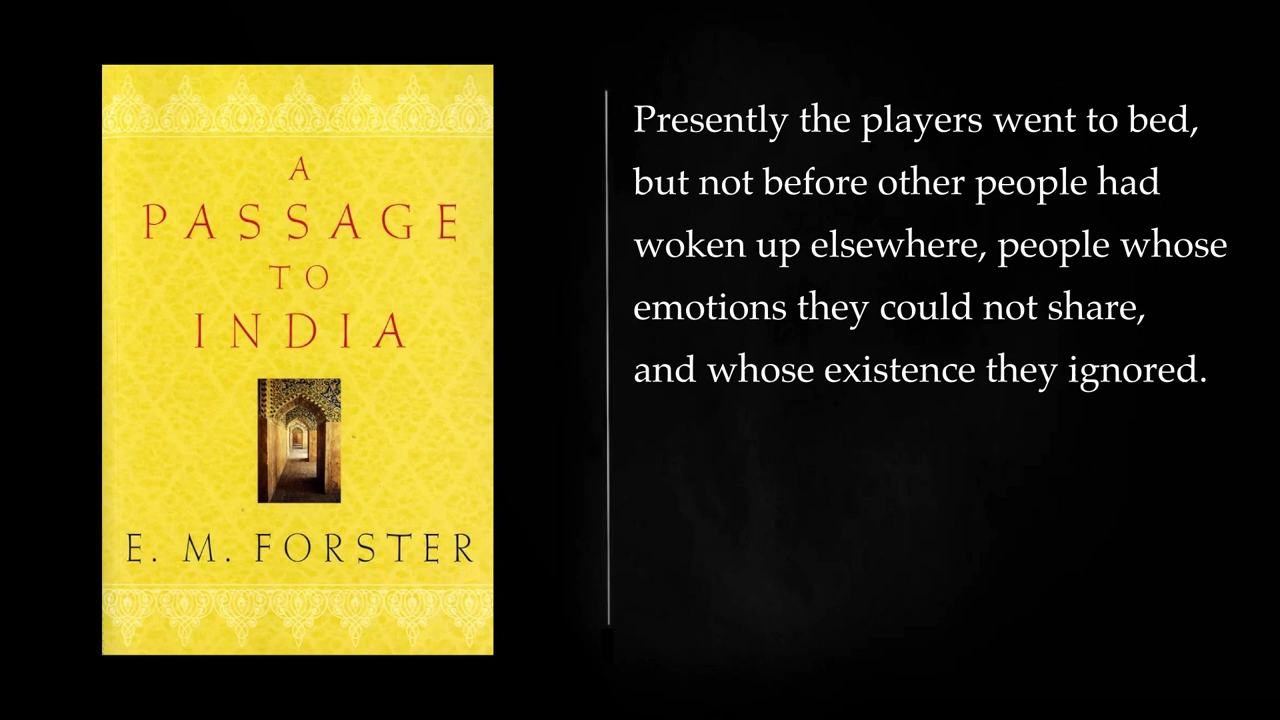 A
PASSAGE
TO
INDIA
E. M. FORSTER
Presently the players went to bed,
but not before other people had
woken up elsewhere, people whose
emotions they could not share,
and whose existence they ignored.